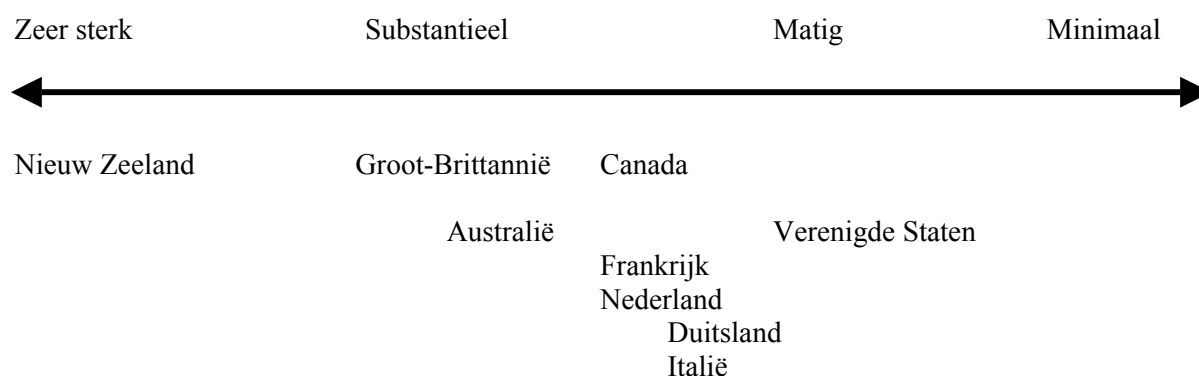 Zeer sterk Substantieel Matig Minimaal
Nieuw Zeeland Groot-Brittannië Canada
Australië Verenigde Staten
Frankrijk
Nederland
Duitsland
Italië